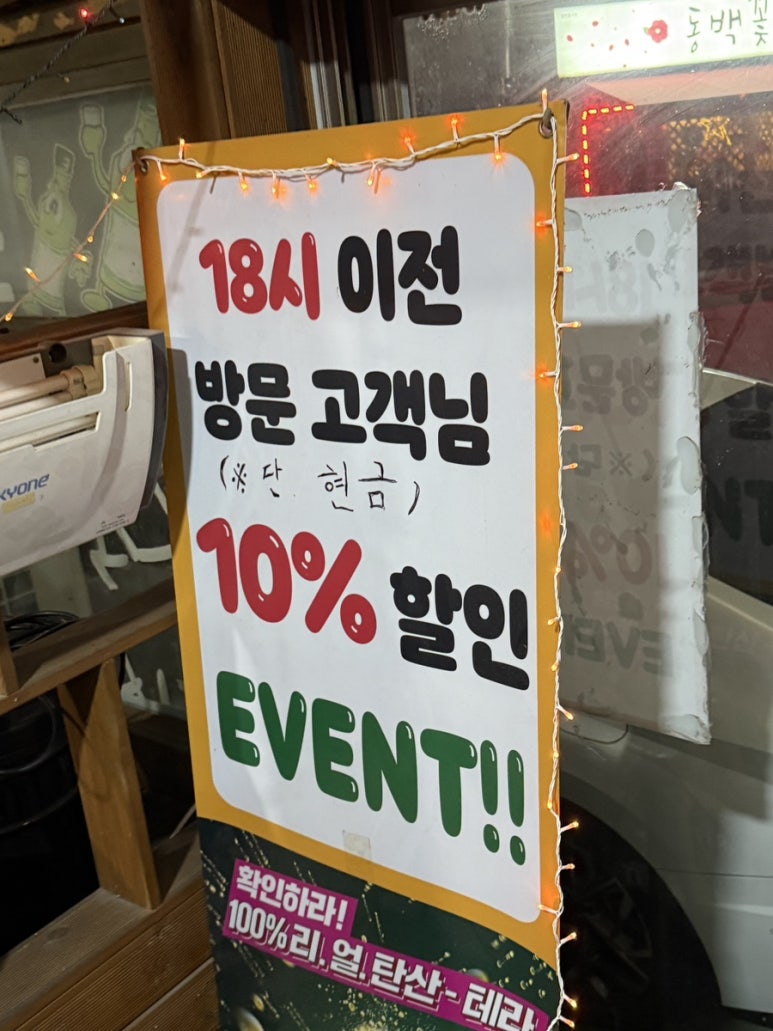 동백꽃
18시 이전
방문 고객님
(※ 단. 현금)
10% 할인
EVENT!!
KYONE
확인하라!
100% 리.얼.탄산-테라